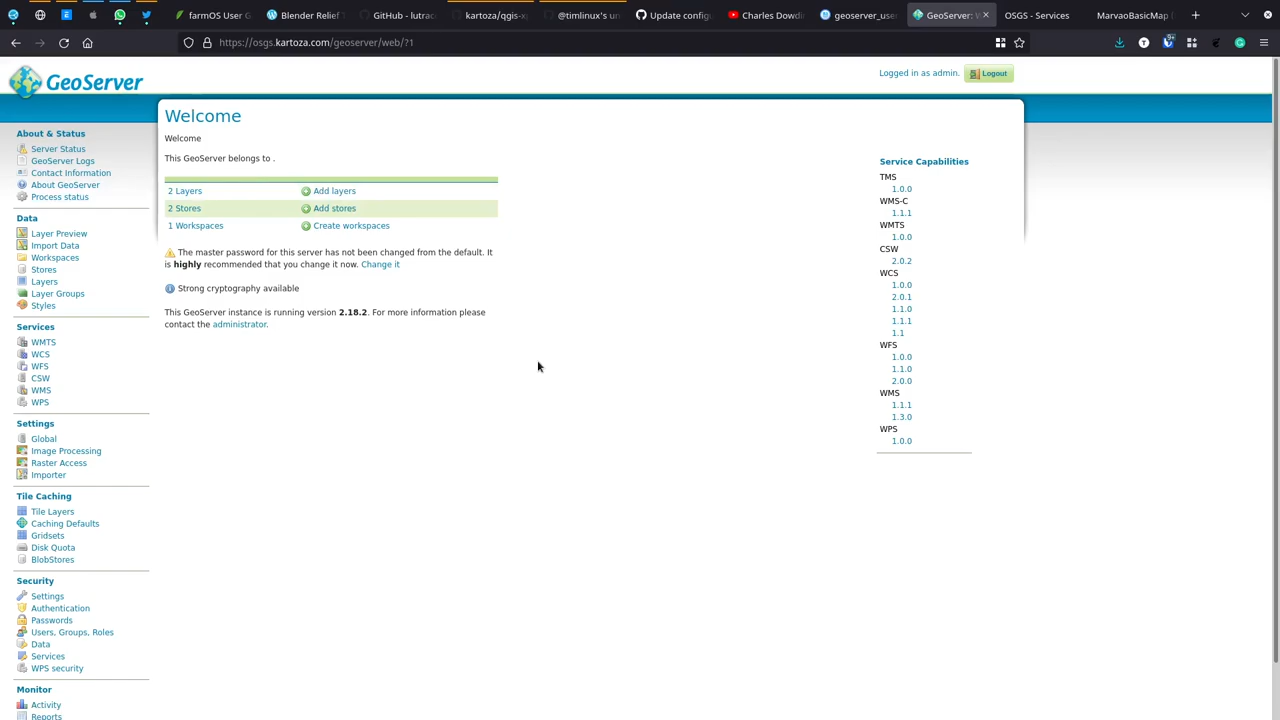 farmOS User G
Blender Relief
GitHub - lutrac
kartoza/qgis-x
@timlinux's un
Update config
Charles Dowdi
geoserver_user
GeoServer: W
OSGS - Services
MarvaoBasicMap
https://osgs.kartoza.com/geoserver/web/?1
GeoServer
Logged in as admin.
Logout
About & Status
Server Status
GeoServer Logs
Contact Information
About GeoServer
Process status
Data
Layer Preview
Import Data
Workspaces
Stores
Layers
Layer Groups
Styles
Services
WMTS
WCS
WFS
CSW
WMS
WPS
Settings
Global
Image Processing
Raster Access
Importer
Tile Caching
Tile Layers
Caching Defaults
Gridsets
Disk Quota
BlobStores
Security
Settings
Authentication
Passwords
Users, Groups, Roles
Data
Services
WPS security
Monitor
Activity
Reports
Welcome
Welcome
This GeoServer belongs to .
2 Layers Add layers
2 Stores Add stores
1 Workspaces Create workspaces
The master password for this server has not been changed from the default. It
is highly recommended that you change it now. Change it
Strong cryptography available
This GeoServer instance is running version 2.18.2. For more information please
contact the administrator.
Service Capabilities
TMS
1.0.0
WMS-C
1.1.1
WMTS
1.0.0
CSW
2.0.2
WCS
1.0.0
2.0.1
1.1.0
1.1.1
1.1
WFS
1.0.0
1.1.0
2.0.0
WMS
1.1.1
1.3.0
WPS
1.0.0